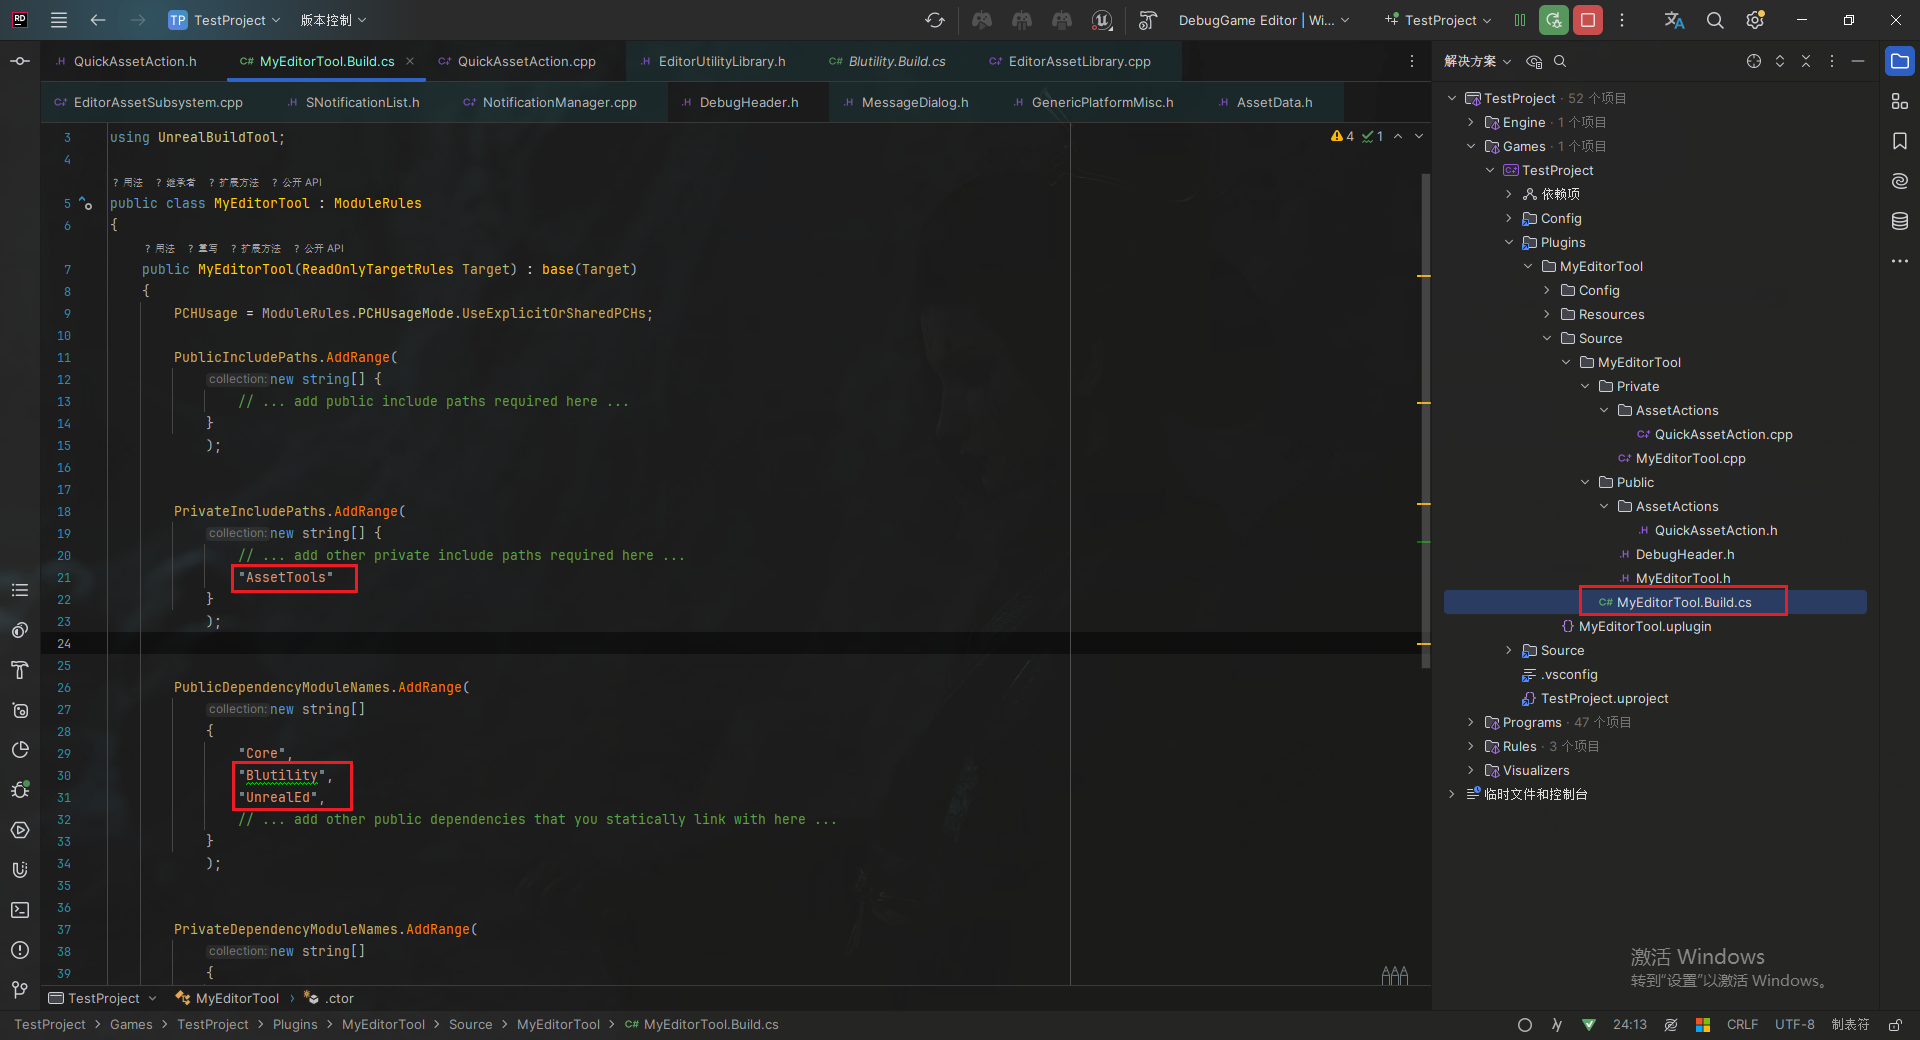 TP TestProject 版本控制 DebugGame Editor | Wi... TestProject
QuickAssetAction.h MyEditorTool.Build.cs QuickAssetAction.cpp EditorUtilityLibrary.h Blutility.Build.cs EditorAssetLibrary.cpp
EditorAssetSubsystem.cpp SNotificationList.h NotificationManager.cpp DebugHeader.h MessageDialog.h GenericPlatformMisc.h AssetData.h
3 using UnrealBuildTool;
4
? 用法 ? 继承者 ? 扩展方法 ? 公开 API
5 public class MyEditorTool : ModuleRules
6 {
? 用法 ? 重写 ? 扩展方法 ? 公开 API
7 public MyEditorTool(ReadOnlyTargetRules Target) : base(Target)
8 {
9 PCHUsage = ModuleRules.PCHUsageMode.UseExplicitOrSharedPCHs;
10
11 PublicIncludePaths.AddRange(
12 collection: new string[] {
13 // ... add public include paths required here ...
14 }
15 );
16
17
18 PrivateIncludePaths.AddRange(
19 collection: new string[] {
20 // ... add other private include paths required here ...
21 "AssetTools"
22 }
23 );
24
25
26 PublicDependencyModuleNames.AddRange(
27 collection: new string[]
28 {
29 "Core",
30 "Blutility",
31 "UnrealEd",
32 // ... add other public dependencies that you statically link with here ...
33 }
34 );
35
36
37 PrivateDependencyModuleNames.AddRange(
38 collection: new string[]
39 {
4 1
解决方案
TestProject · 52 个项目
Engine · 1 个项目
Games · 1 个项目
TestProject
依赖项
Config
Plugins
MyEditorTool
Config
Resources
Source
MyEditorTool
Private
AssetActions
QuickAssetAction.cpp
MyEditorTool.cpp
Public
AssetActions
QuickAssetAction.h
DebugHeader.h
MyEditorTool.h
MyEditorTool.Build.cs
MyEditorTool.uplugin
Source
.vsconfig
TestProject.uproject
Programs · 47 个项目
Rules · 3 个项目
Visualizers
临时文件和控制台
激活 Windows
转到"设置"以激活 Windows。
TestProject MyEditorTool › .ctor
TestProject > Games > TestProject > Plugins > MyEditorTool > Source > MyEditorTool > C# MyEditorTool.Build.cs
24:13 CRLF UTF-8 制表符